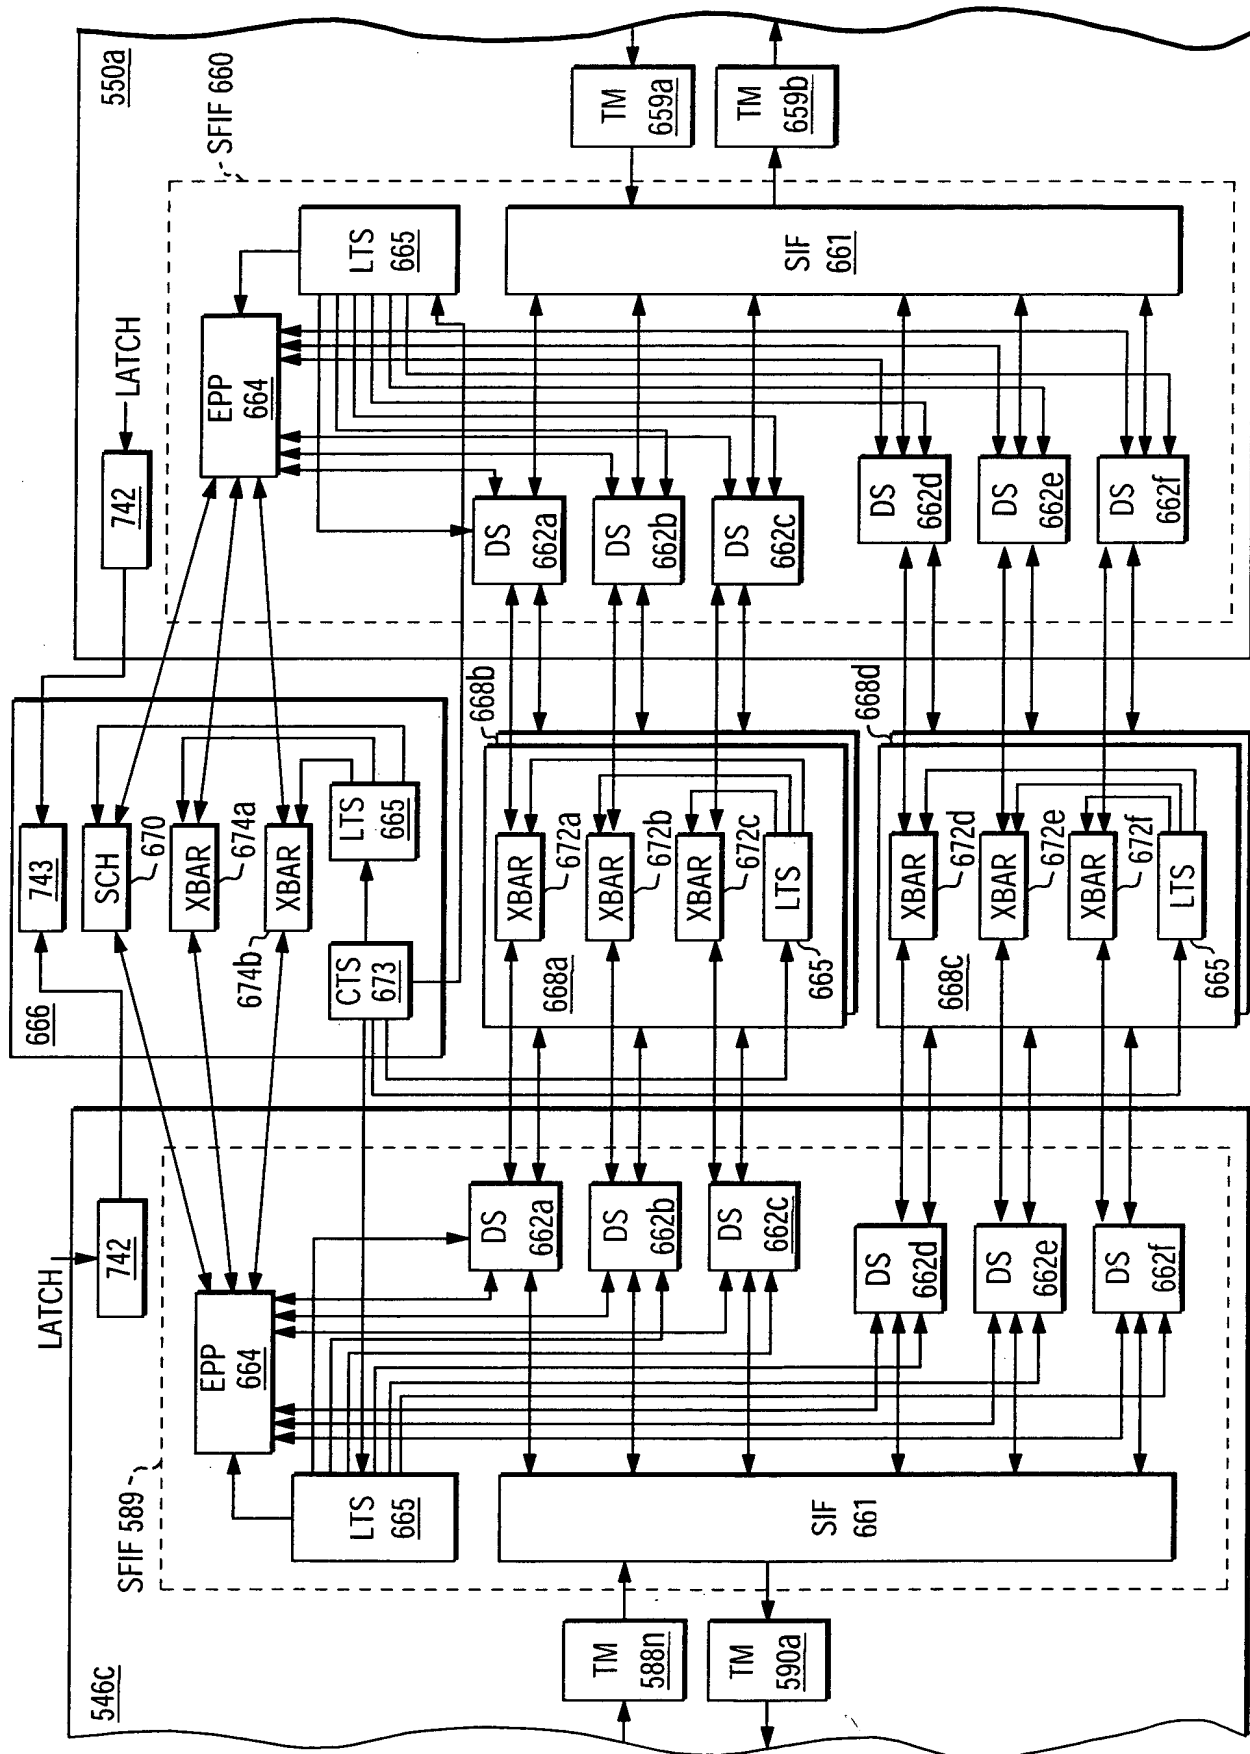 550a
SFIF 660
TM
659a
TM
659b
LTS
665
SIF
661
EPP
664
LATCH
742
DS
662a
DS
662b
DS
662c
DS
662d
DS
662e
DS
662f
666
743
SCH
670
XBAR
674a
XBAR
674b
LTS
665
CTS
673
668b
XBAR
672a
XBAR
672b
XBAR
672c
LTS
665
668a
668d
XBAR
672d
XBAR
672e
XBAR
672f
LTS
665
668c
546C
SFIF 589
LATCH
742
EPP
664
LTS
665
DS
662a
DS
662b
DS
662c
DS
662d
DS
662e
DS
662f
SIF
661
TM
588n
TM
590a